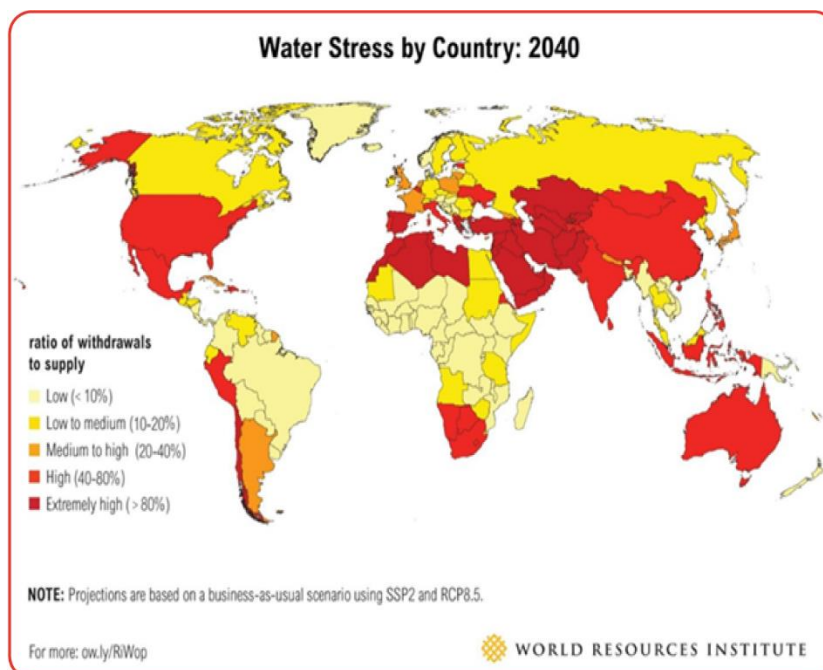 Water Stress by Country: 2040
ratio of withdrawals
to supply
Low (< 10%)
Low to medium (10-20%)
Medium to high (20-40%)
High (40-80%)
Extremely high (> 80%)
NOTE: Projections are based on a business-as-usual scenario using SSP2 and RCP8.5.
For more: ow.ly/RiWop
WORLD RESOURCES INSTITUTE